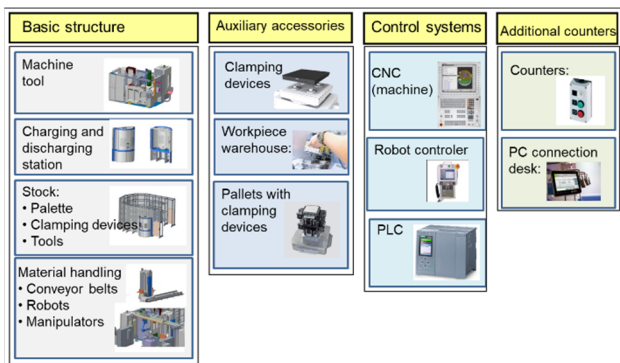 Basic structure
Machine
tool
Charging and
discharging
station
Stock:
• Palette
• Clamping devices
• Tools
Material handling
• Conveyor belts
• Robots
• Manipulators
Auxiliary accessories
Clamping
devices
Workpiece
warehouse:
Pallets with
clamping
devices
Control systems
CNC
(machine)
Robot controler
PLC
Additional counters
Counters:
PC connection
desk: